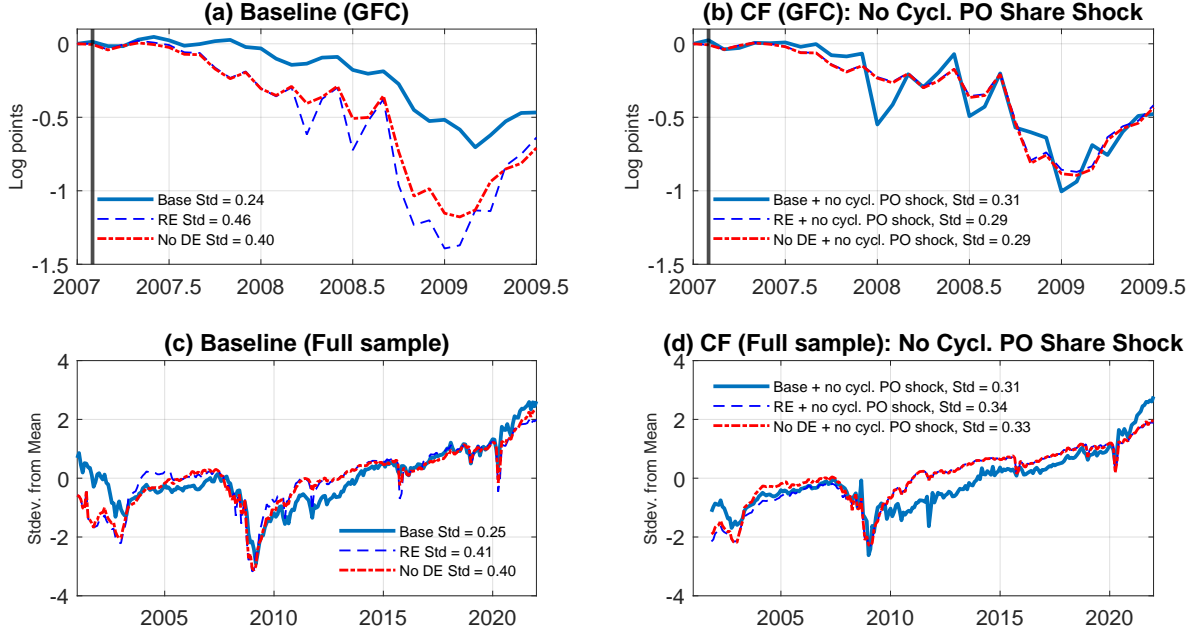 (a) Baseline (GFC)
Log points
0
-0.5
-1
-1.5
Base Std = 0.24
RE Std = 0.46
No DE Std = 0.40
2007
2007.5
2008
2008.5
2009
2009.5
(b) CF (GFC): No Cycl. PO Share Shock
Log points
0
-0.5
-1
-1.5
Base + no cycl. PO shock, Std = 0.31
RE + no cycl. PO shock, Std = 0.29
No DE + no cycl. PO shock, Std = 0.29
2007
2007.5
2008
2008.5
2009
2009.5
(c) Baseline (Full sample)
Stdev. from Mean
4
2
0
-2
-4
Base Std = 0.25
RE Std = 0.41
No DE Std = 0.40
2005
2010
2015
2020
(d) CF (Full sample): No Cycl. PO Share Shock
Stdev. from Mean
4
2
0
-2
-4
Base + no cycl. PO shock, Std = 0.31
RE + no cycl. PO shock, Std = 0.34
No DE + no cycl. PO shock, Std = 0.33
2005
2010
2015
2020